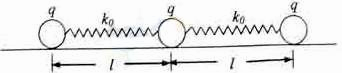 q q q
k₀ k₀
l l